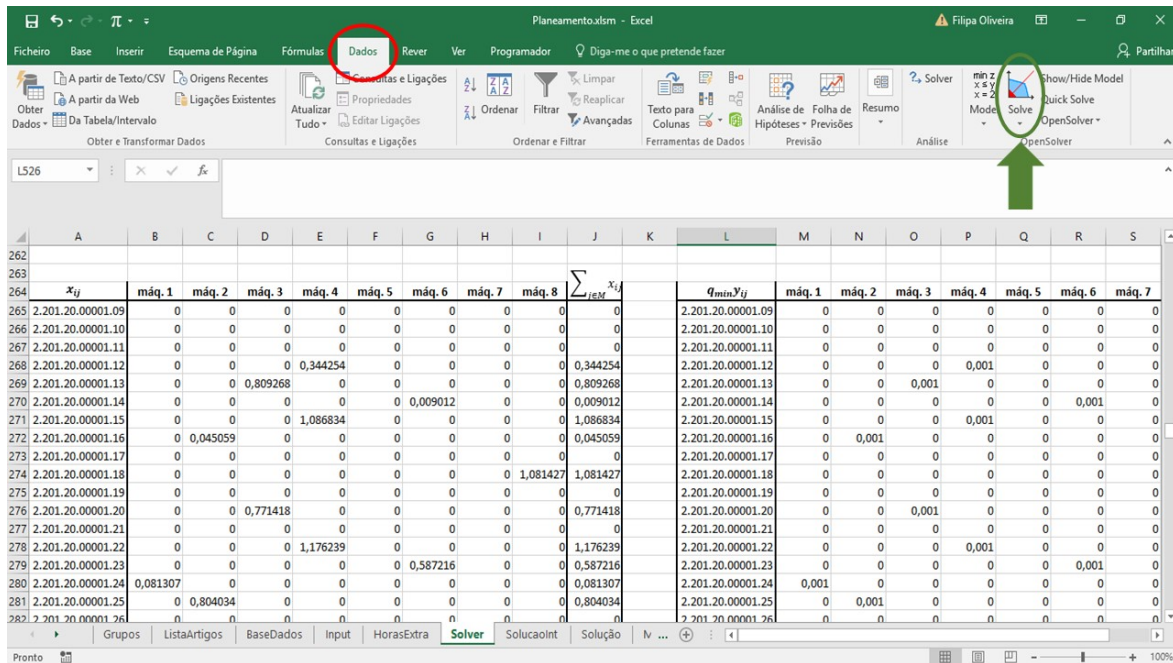 Planeamento.xlsm - Excel
Filipa Oliveira
Ficheiro Base Inserir Esquema de Página Fórmulas Dados Rever Ver Programador Diga-me o que pretende fazer Partilhar
Obter Dados
A partir de Texto/CSV
A partir da Web
Da Tabela/Intervalo
Origens Recentes
Ligações Existentes
Obter e Transformar Dados
Atualizar Tudo
Consultas e Ligações
Propriedades
Editar Ligações
Consultas e Ligações
Ordenar
Filtrar
Limpar
Reaplicar
Avançadas
Ordenar e Filtrar
Texto para Colunas
Ferramentas de Dados
Análise de Hipóteses
Folha de Previsões
Previsão
Resumo
Solver
Análise
Model
Solve
Show/Hide Model
Quick Solve
OpenSolver
OpenSolver
L526 fx
A B C D E F G H I J K L M N O P Q R S
262
263
264 x_ij máq. 1 máq. 2 máq. 3 máq. 4 máq. 5 máq. 6 máq. 7 máq. 8 ∑_{j∈M} x_ij q_min y_ij máq. 1 máq. 2 máq. 3 máq. 4 máq. 5 máq. 6 máq. 7
265 2.201.20.00001.09 0 0 0 0 0 0 0 0 0 2.201.20.00001.09 0 0 0 0 0 0 0
266 2.201.20.00001.10 0 0 0 0 0 0 0 0 0 2.201.20.00001.10 0 0 0 0 0 0 0
267 2.201.20.00001.11 0 0 0 0 0 0 0 0 0 2.201.20.00001.11 0 0 0 0 0 0 0
268 2.201.20.00001.12 0 0 0 0,344254 0 0 0 0 0,344254 2.201.20.00001.12 0 0 0 0,001 0 0 0
269 2.201.20.00001.13 0 0 0,809268 0 0 0 0 0 0,809268 2.201.20.00001.13 0 0 0,001 0 0 0 0
270 2.201.20.00001.14 0 0 0 0 0 0,009012 0 0 0,009012 2.201.20.00001.14 0 0 0 0 0 0,001 0
271 2.201.20.00001.15 0 0 0 1,086834 0 0 0 0 1,086834 2.201.20.00001.15 0 0 0 0,001 0 0 0
272 2.201.20.00001.16 0 0,045059 0 0 0 0 0 0 0,045059 2.201.20.00001.16 0 0,001 0 0 0 0 0
273 2.201.20.00001.17 0 0 0 0 0 0 0 0 0 2.201.20.00001.17 0 0 0 0 0 0 0
274 2.201.20.00001.18 0 0 0 0 0 0 0 1,081427 1,081427 2.201.20.00001.18 0 0 0 0 0 0 0
275 2.201.20.00001.19 0 0 0 0 0 0 0 0 0 2.201.20.00001.19 0 0 0 0 0 0 0
276 2.201.20.00001.20 0 0 0,771418 0 0 0 0 0 0,771418 2.201.20.00001.20 0 0 0,001 0 0 0 0
277 2.201.20.00001.21 0 0 0 0 0 0 0 0 0 2.201.20.00001.21 0 0 0 0 0 0 0
278 2.201.20.00001.22 0 0 0 1,176239 0 0 0 0 1,176239 2.201.20.00001.22 0 0 0 0,001 0 0 0
279 2.201.20.00001.23 0 0 0 0 0 0,587216 0 0 0,587216 2.201.20.00001.23 0 0 0 0 0 0,001 0
280 2.201.20.00001.24 0,081307 0 0 0 0 0 0 0 0,081307 2.201.20.00001.24 0,001 0 0 0 0 0 0
281 2.201.20.00001.25 0 0,804034 0 0 0 0 0 0 0,804034 2.201.20.00001.25 0 0,001 0 0 0 0 0
282 2.201.20.00001.26 0 0 0 0 0 0 0 0 0 2.201.20.00001.26 0 0 0 0 0 0 0
Grupos ListaArtigos BaseDados Input HorasExtra Solver SolucaoInt Solução ...
Pronto 100%